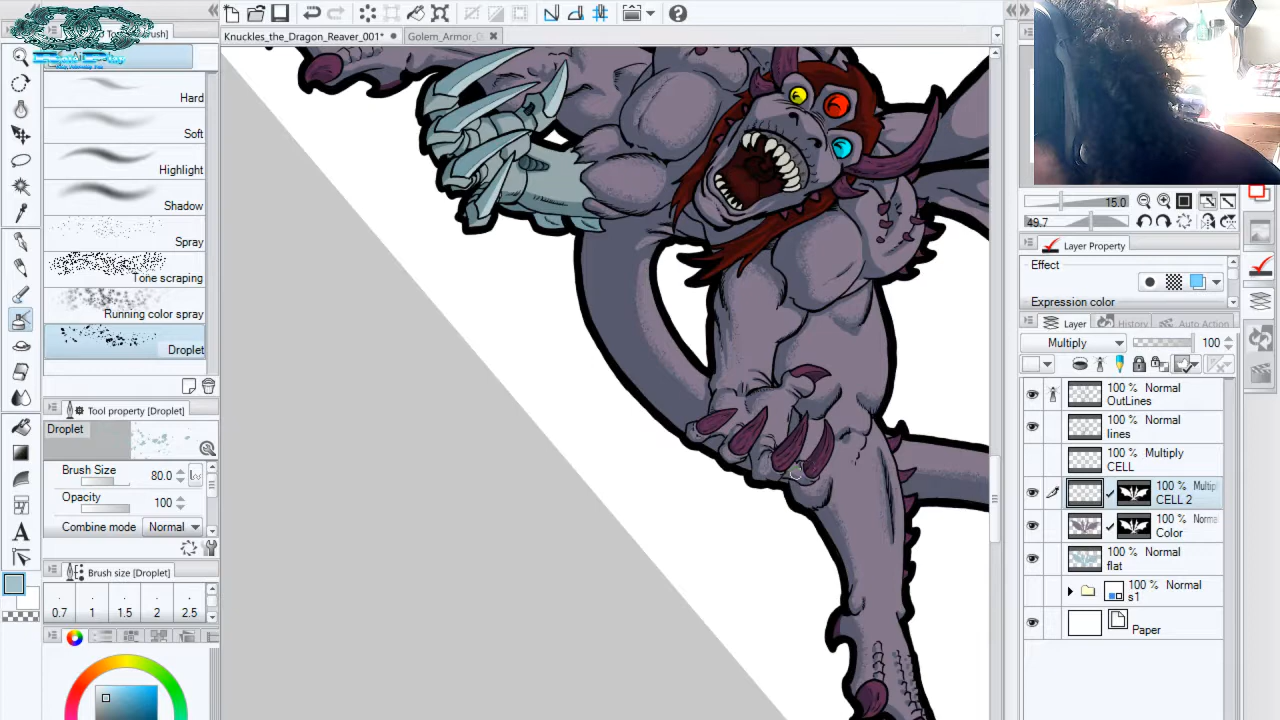 Knuckles_the_Dragon_Reaver_001*
Golem_Armor_0
Hard
Soft
Highlight
Shadow
Spray
Tone scraping
Running color spray
Droplet
Tool property [Droplet]
Droplet
Brush Size 80.0
Opacity 100
Combine mode Normal
Brush size [Droplet]
0.7 1 1.5 2 2.5
15.0
49.7
Layer Property
Effect
Expression color
Layer History Auto Action
Multiply 100
100 % Normal
OutLines
100 % Normal
lines
100 % Multiply
CELL
100 % Multip
CELL 2
100 % Norma
Color
100 % Normal
flat
100 % Normal
s1
Paper